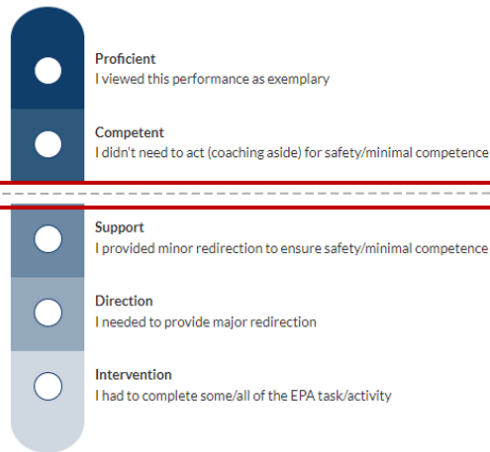 Proficient
I viewed this performance as exemplary
Competent
I didn't need to act (coaching aside) for safety/minimal competence
Support
I provided minor redirection to ensure safety/minimal competence
Direction
I needed to provide major redirection
Intervention
I had to complete some/all of the EPA task/activity